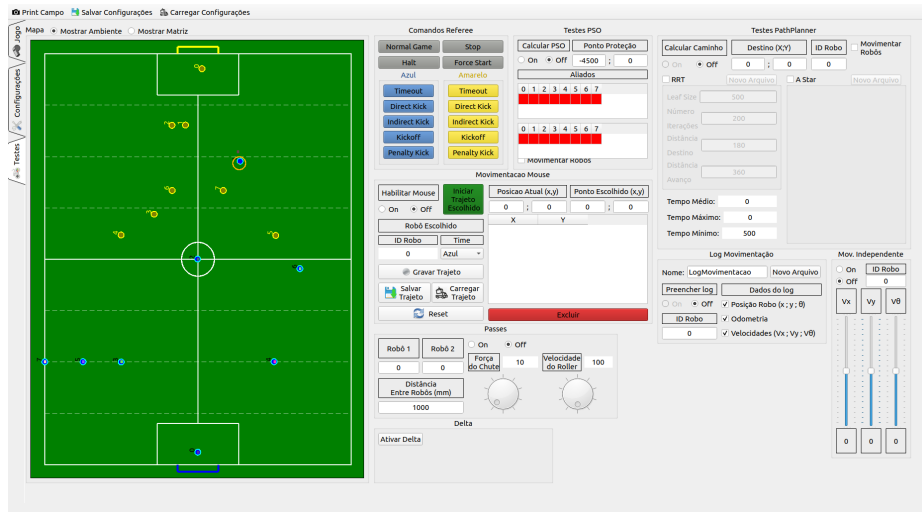 Print Campo Salvar Configurações Carregar Configurações
Jogo
Configurações
Testes
Mapa Mostrar Ambiente Mostrar Matriz
Comandos Referee
Normal Game Stop
Halt Force Start
Azul Amarelo
Timeout Timeout
Direct Kick Direct Kick
Indirect Kick Indirect Kick
Kickoff Kickoff
Penalty Kick Penalty Kick
Testes PSO
Calcular PSO Ponto Proteção
On Off -4500 ; 0
Aliados
0 1 2 3 4 5 6 7
0 1 2 3 4 5 6 7
Movimentar Robôs
Testes PathPlanner
Calcular Caminho Destino (X;Y) ID Robo Movimentar Robôs
On Off 0 ; 0 0
RRT Novo Arquivo A Star Novo Arquivo
Leaf Size 500
Número
Iterações
200
Distância
Destino
180
Distância
Avanço
360
Tempo Médio: 0
Tempo Máximo: 0
Tempo Mínimo: 500
Movimentacao Mouse
Habilitar Mouse
On Off
Iniciar
Trajeto
Escolhido
Posicao Atual (x,y) Ponto Escolhido (x,y)
0 ; 0 0 ; 0
X Y
Robô Escolhido
ID Robo Time
0 Azul
Gravar Trajeto
Salvar Trajeto Carregar Trajeto
Reset
Excluir
Passes
Robô 1 Robô 2 On Off
0 0
Força
do Chute
10
Velocidade
do Roller
100
Distância
Entre Robôs (mm)
1000
Delta
Ativar Delta
Log Movimentação
Nome: LogMovimentacao Novo Arquivo
Preencher log Dados do log
On Off Posição Robo (x ; y ; θ)
ID Robo Odometria
0 Velocidades (Vx ; Vy ; Vθ)
Mov. Independente
On ID Robo
Off 0
Vx Vy Vθ
0 0 0